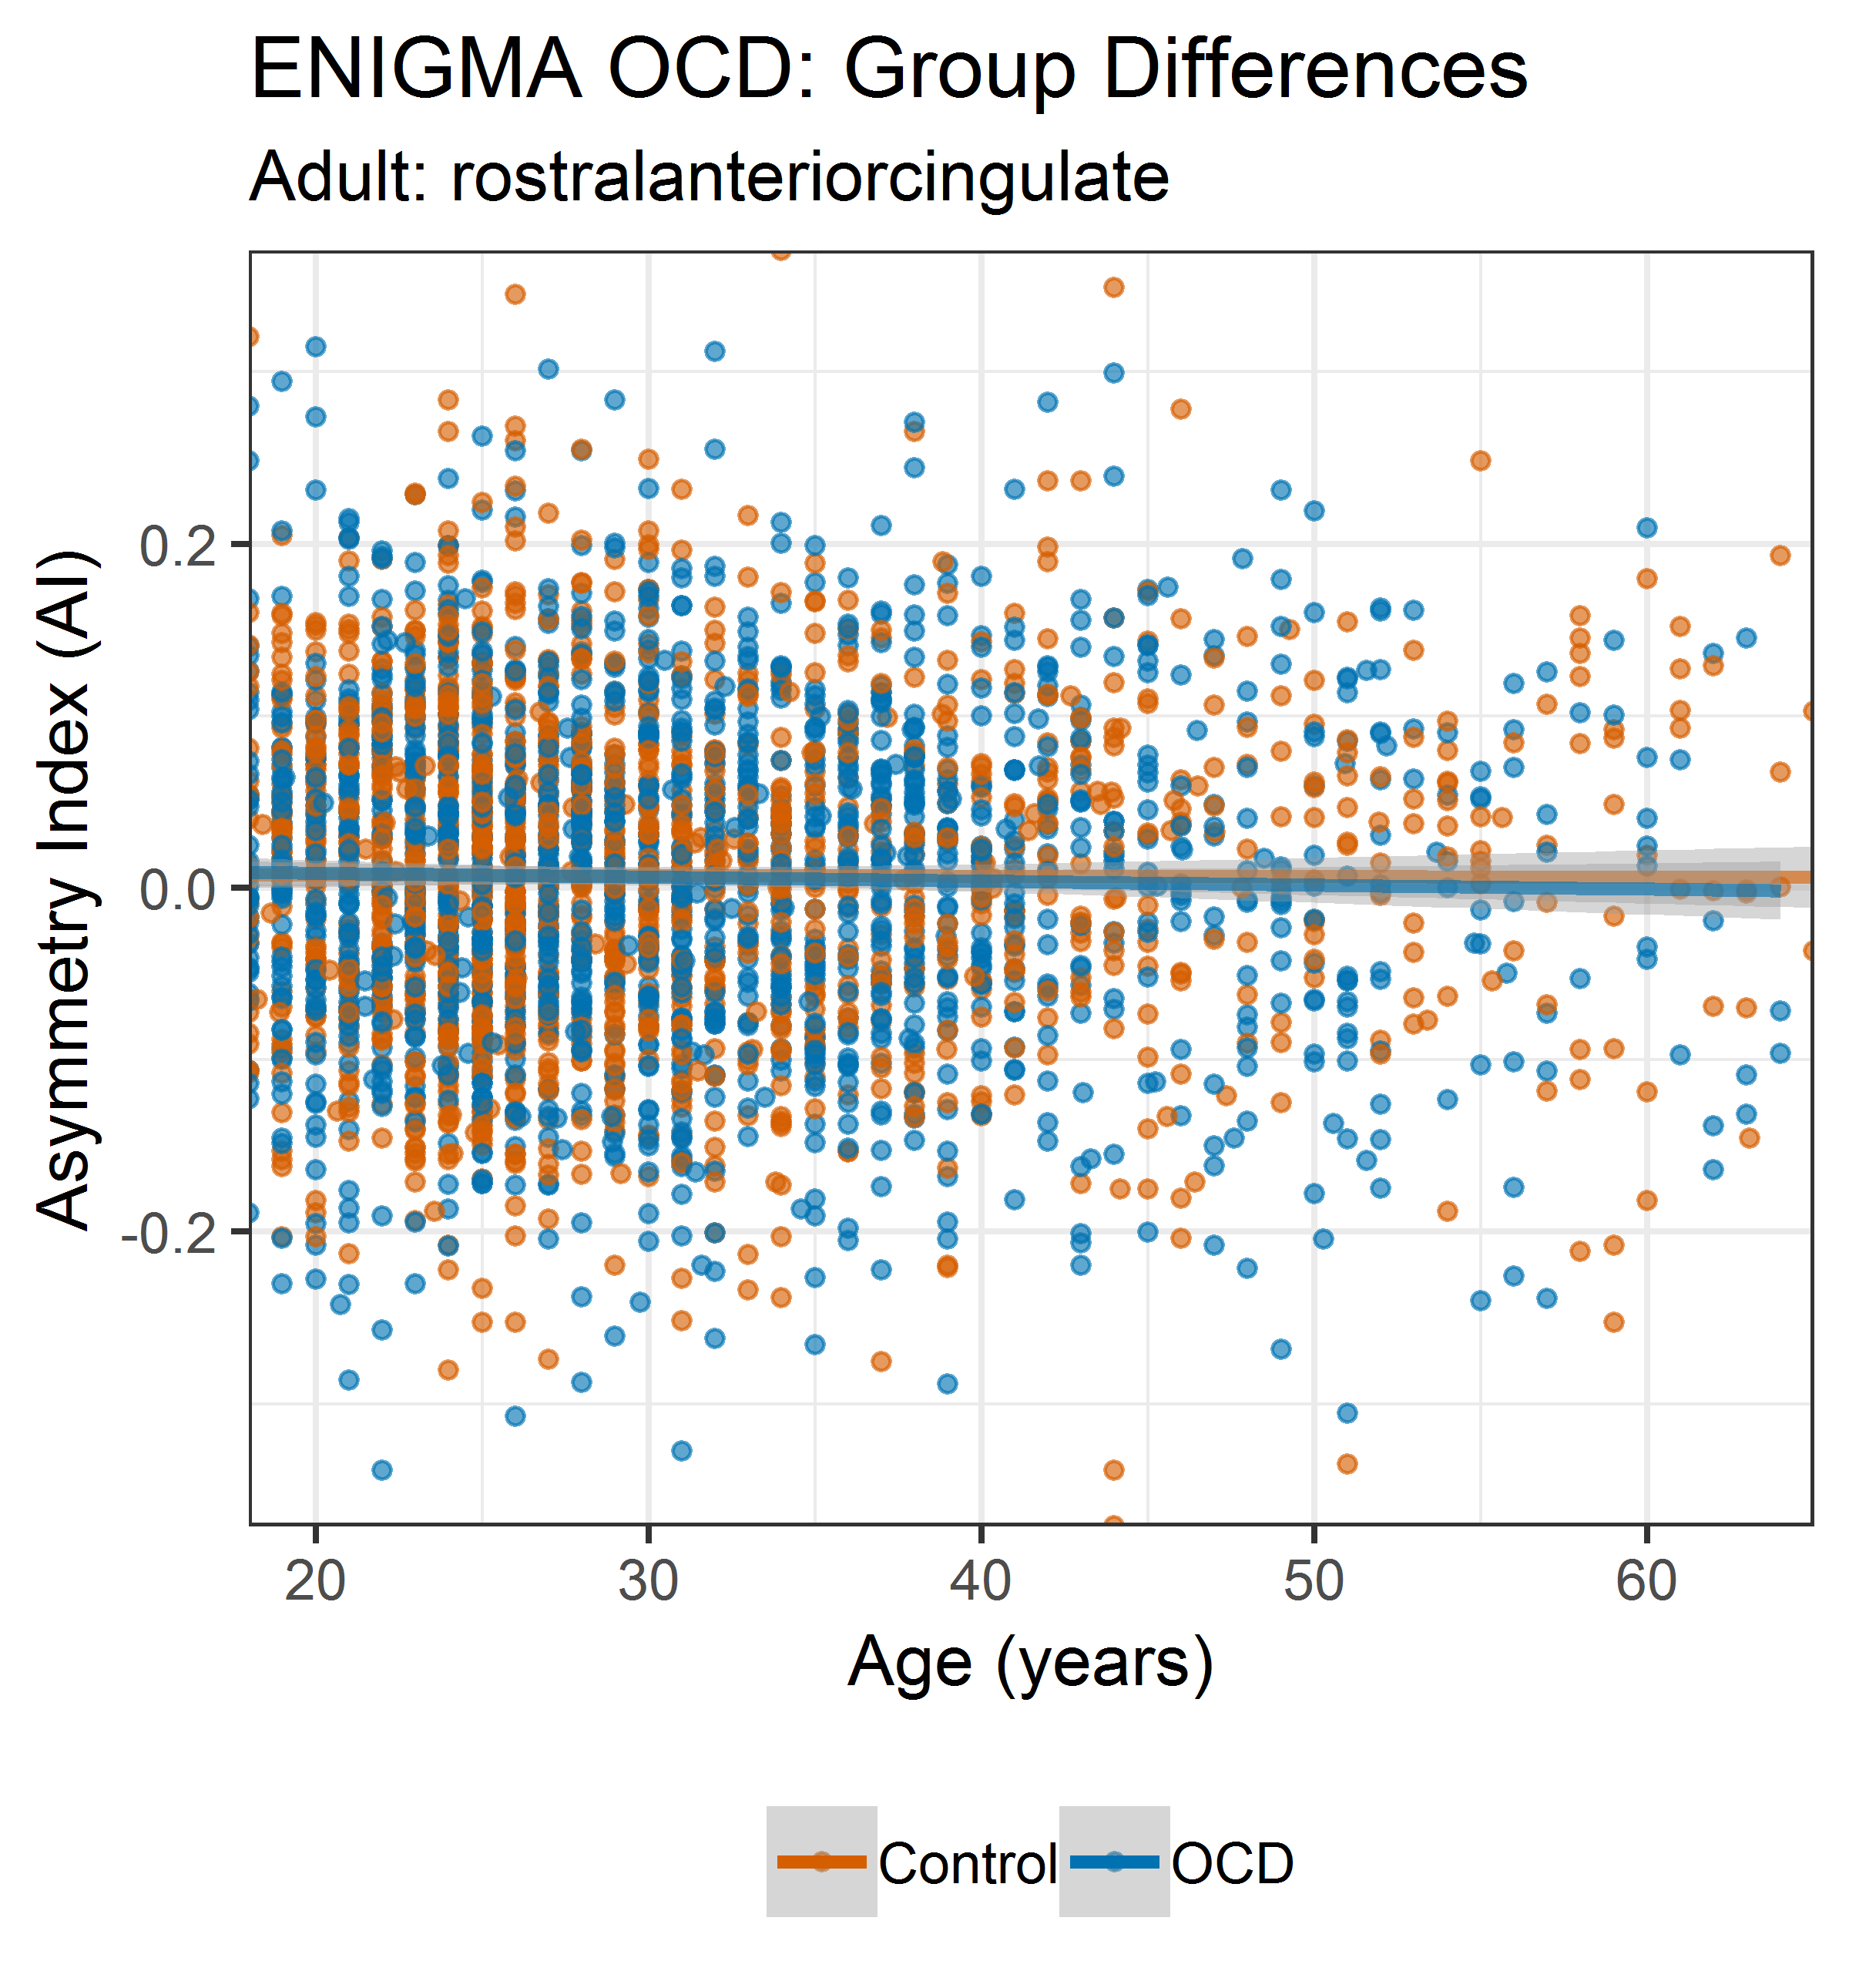 ENIGMA OCD: Group Differences
Adult: rostralanteriorcingulate
Asymmetry Index (AI)
0.2
0.0
-0.2
20 30 40 50 60
Age (years)
Control OCD